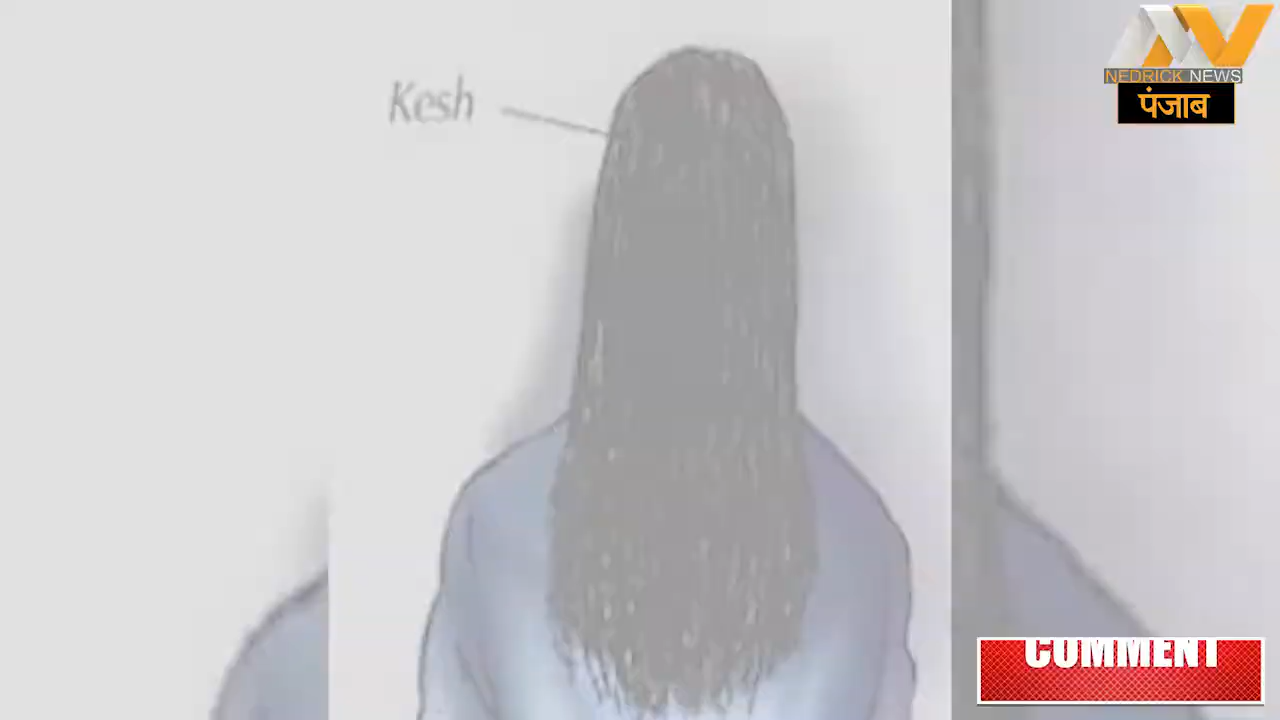 Kesh
NEDRICK NEWS
पंजाब
COMMENT